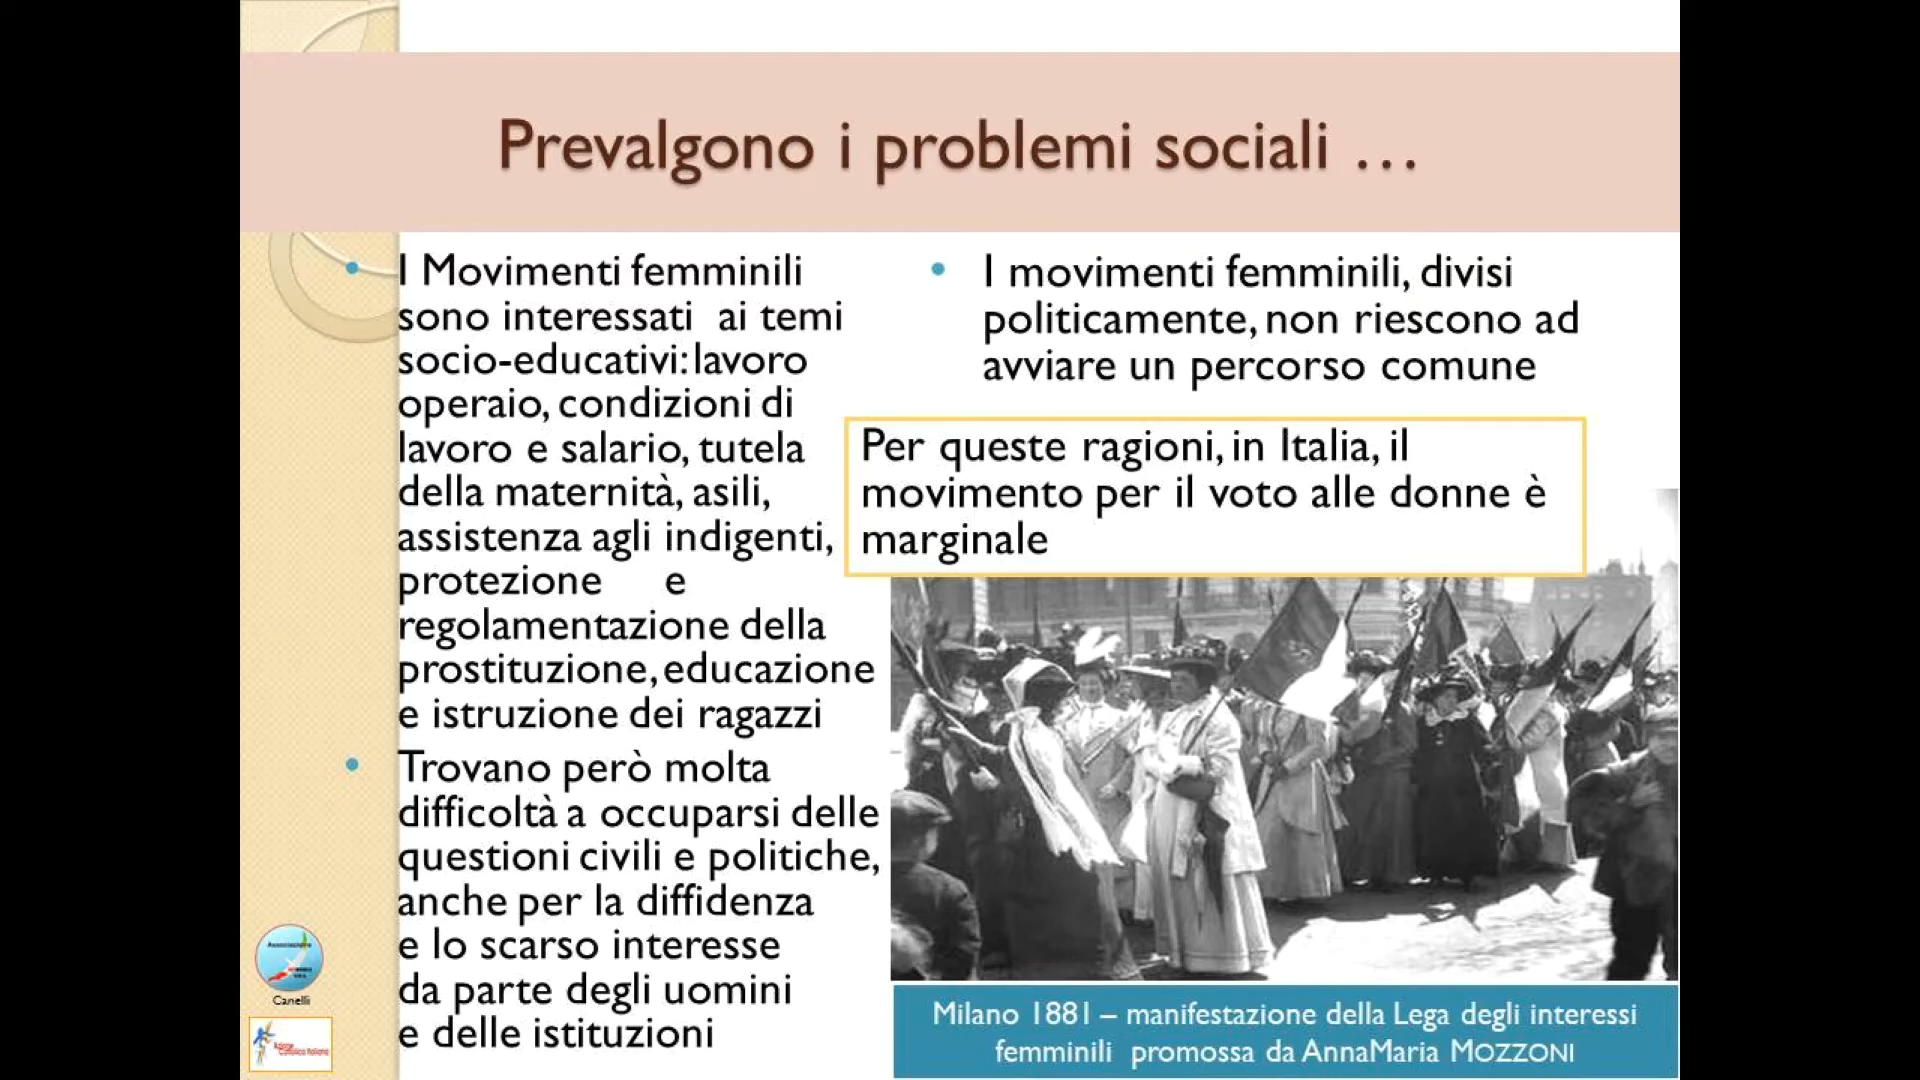 Prevalgono i problemi sociali …
I Movimenti femminili
sono interessati ai temi
socio-educativi: lavoro
operaio, condizioni di
lavoro e salario, tutela
della maternità, asili,
assistenza agli indigenti,
protezione e
regolamentazione della
prostituzione, educazione
e istruzione dei ragazzi
Trovano però molta
difficoltà a occuparsi delle
questioni civili e politiche,
anche per la diffidenza
e lo scarso interesse
da parte degli uomini
e delle istituzioni
I movimenti femminili, divisi
politicamente, non riescono ad
avviare un percorso comune
Per queste ragioni, in Italia, il
movimento per il voto alle donne è
marginale
Milano 1881 – manifestazione della Lega degli interessi
femminili promossa da AnnaMaria MOZZONI
Associazione
Canelli
Azione
Cattolica Italiana